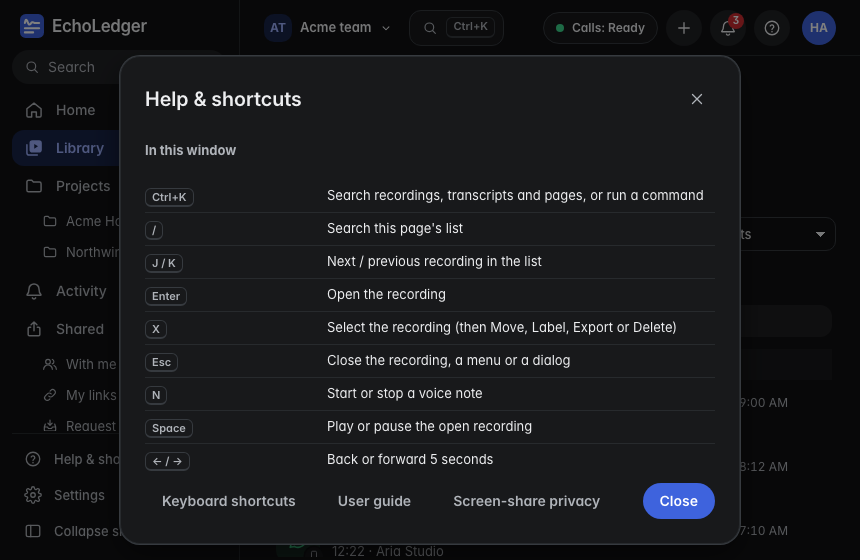 EchoLedger
AT Acme team
Ctrl+K
Calls: Ready
3
HA
Search
Home
Library
Projects
Acme
Activity
Shared
With me
My links
Request
Help &
Settings
Collapse
Help & shortcuts
In this window
Ctrl+K Search recordings, transcripts and pages, or run a command
/ Search this page's list
J / K Next / previous recording in the list
Enter Open the recording
X Select the recording (then Move, Label, Export or Delete)
Esc Close the recording, a menu or a dialog
N Start or stop a voice note
Space Play or pause the open recording
← / → Back or forward 5 seconds
Keyboard shortcuts
User guide
Screen-share privacy
Close
9:00 AM
8:12 AM
7:10 AM
12:22 · Aria Studio